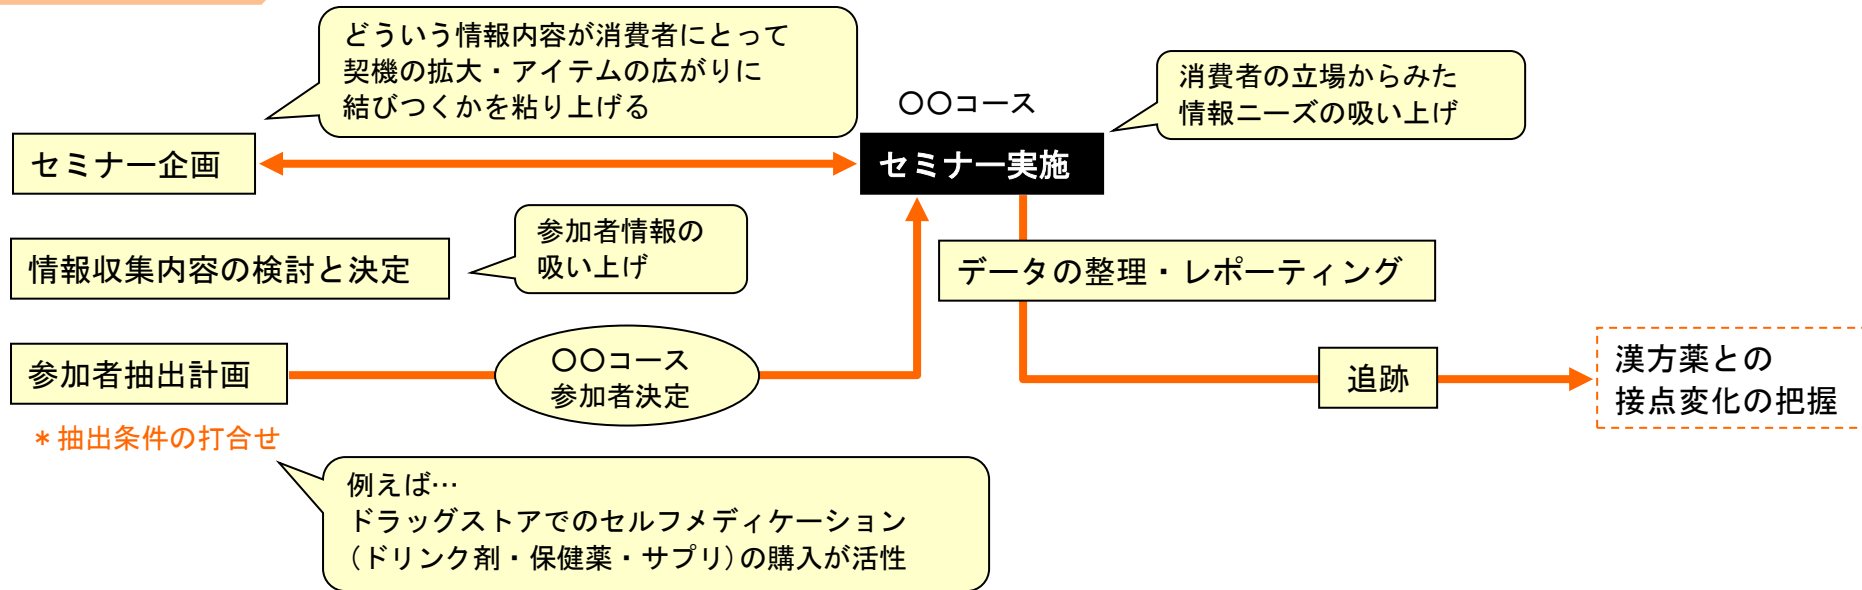 どういう情報内容が消費者にとって
契機の拡大・アイテムの広がりに
結びつくかを粘り上げる
消費者の立場からみた
情報ニーズの吸い上げ
〇〇コース
セミナー企画
セミナー実施
参加者情報の
吸い上げ
情報収集内容の検討と決定
データの整理・レポーティング
参加者抽出計画
〇〇コース
参加者決定
追跡
漢方薬との
接点変化の把握
*抽出条件の打合せ
例えば…
ドラッグストアでのセルフメディケーション
(ドリンク剤・保健薬・サプリ)の購入が活性